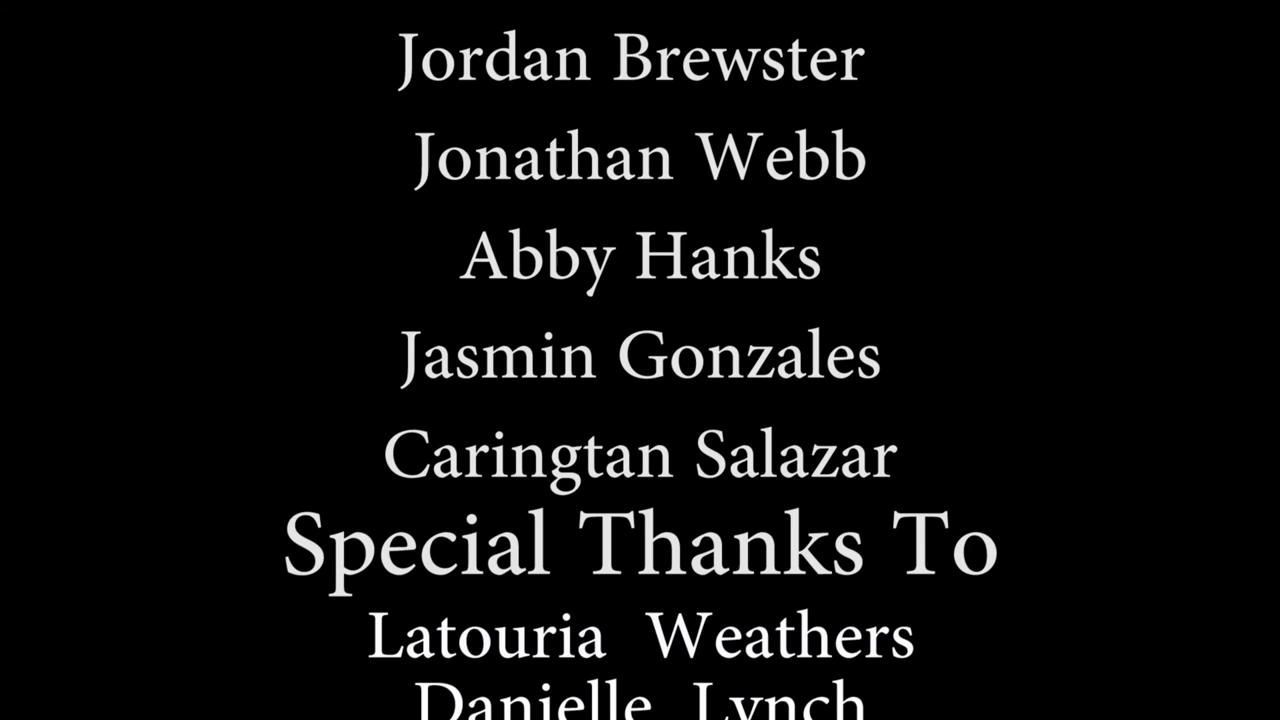 Jordan Brewster
Jonathan Webb
Abby Hanks
Jasmin Gonzales
Caringtan Salazar
Special Thanks To
Latouria Weathers
Danielle Lynch